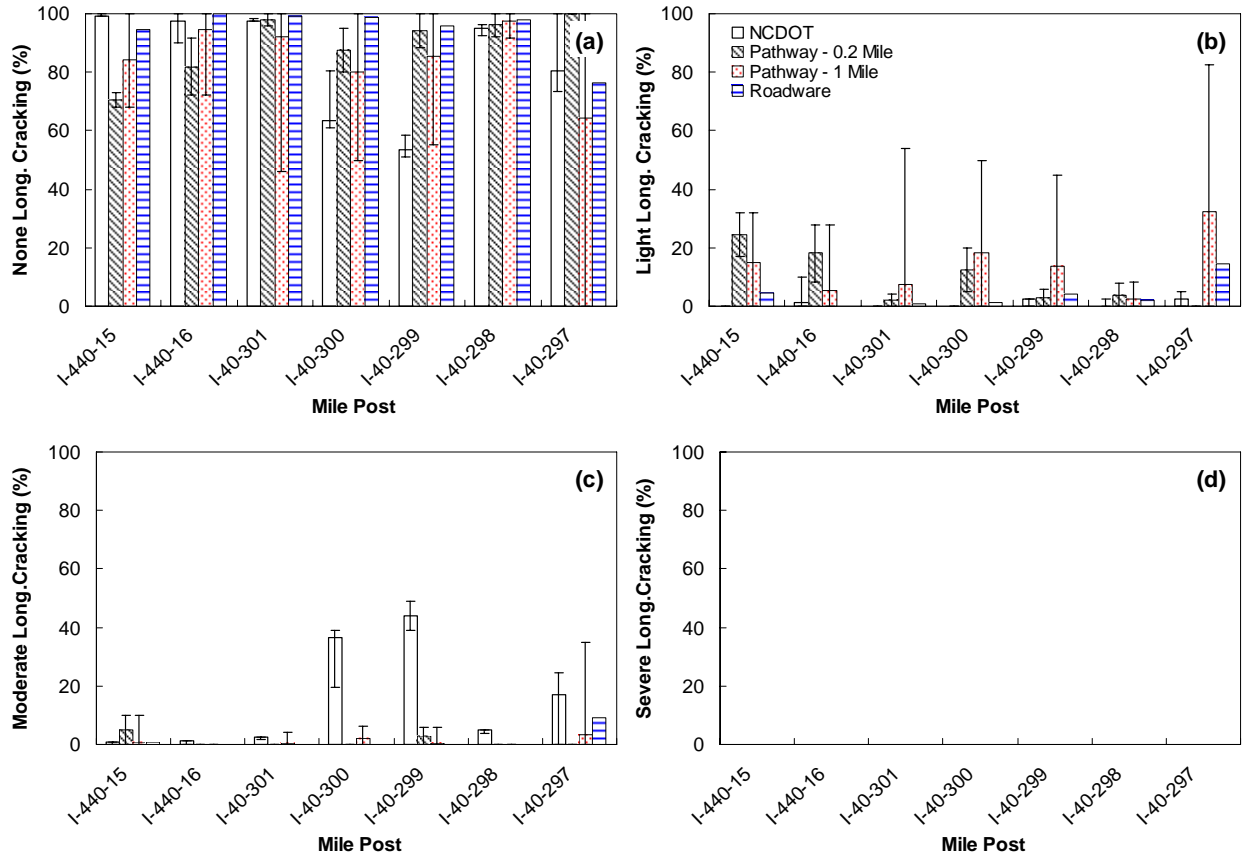 None Long. Cracking (%)
100
80
60
40
20
0
(a)
I-440-15
I-440-16
I-40-301
I-40-300
I-40-299
I-40-298
I-40-297
Mile Post
Light Long. Cracking (%)
100
80
60
40
20
0
NCDOT
Pathway - 0.2 Mile
Pathway - 1 Mile
Roadware
(b)
I-440-15
I-440-16
I-40-301
I-40-300
I-40-299
I-40-298
I-40-297
Mile Post
Moderate Long.Cracking (%)
100
80
60
40
20
0
(c)
I-440-15
I-440-16
I-40-301
I-40-300
I-40-299
I-40-298
I-40-297
Mile Post
Severe Long.Cracking (%)
100
80
60
40
20
0
(d)
I-440-15
I-440-16
I-40-301
I-40-300
I-40-299
I-40-298
I-40-297
Mile Post